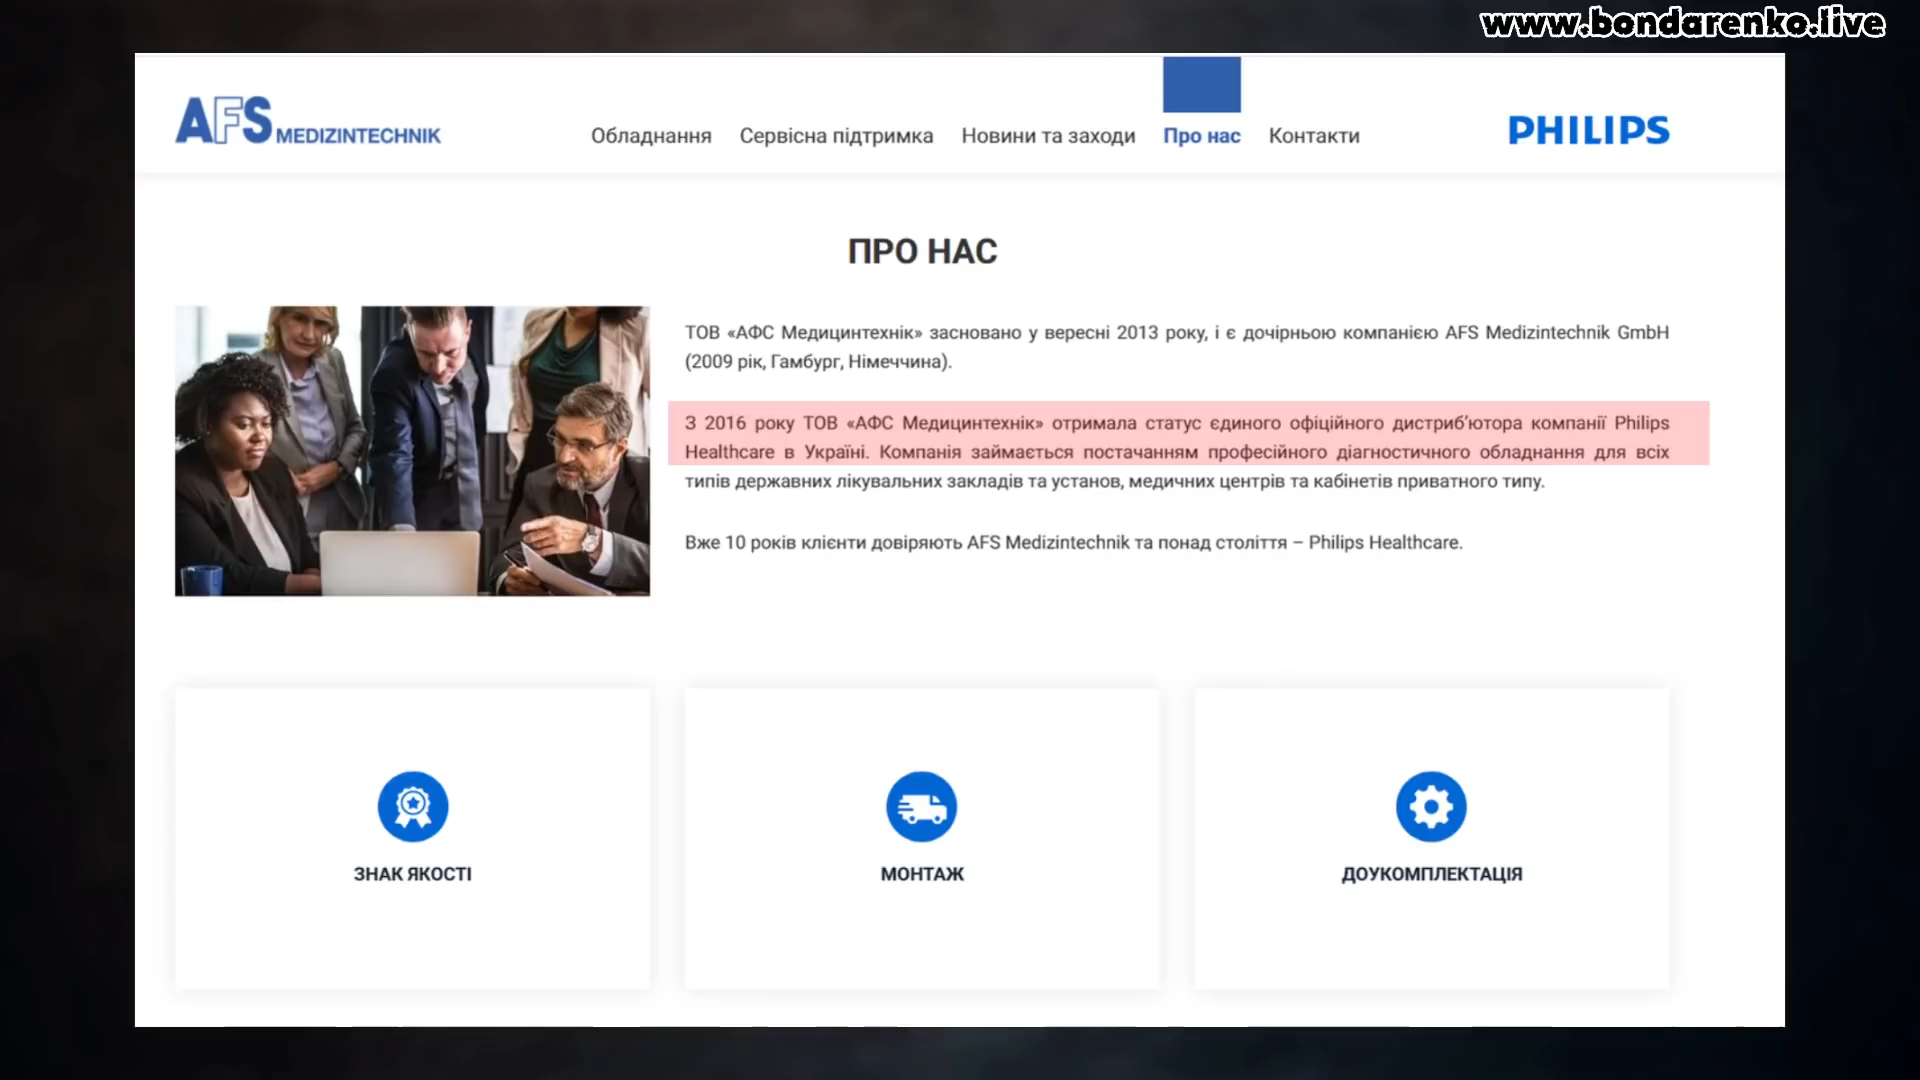 www.bondarenko.live
AFS MEDIZINTECHNIK
Обладнання Сервісна підтримка Новини та заходи Про нас Контакти
PHILIPS
ПРО НАС
ТОВ «АФС Медицинтехнік» засновано у вересні 2013 року, і є дочірньою компанією AFS Medizintechnik GmbH
(2009 рік, Гамбург, Німеччина).
З 2016 року ТОВ «АФС Медицинтехнік» отримала статус єдиного офіційного дистриб’ютора компанії Philips
Healthcare в Україні. Компанія займається постачанням професійного діагностичного обладнання для всіх
типів державних лікувальних закладів та установ, медичних центрів та кабінетів приватного типу.
Вже 10 років клієнти довіряють AFS Medizintechnik та понад століття – Philips Healthcare.
ЗНАК ЯКОСТІ
МОНТАЖ
ДОУКОМПЛЕКТАЦІЯ